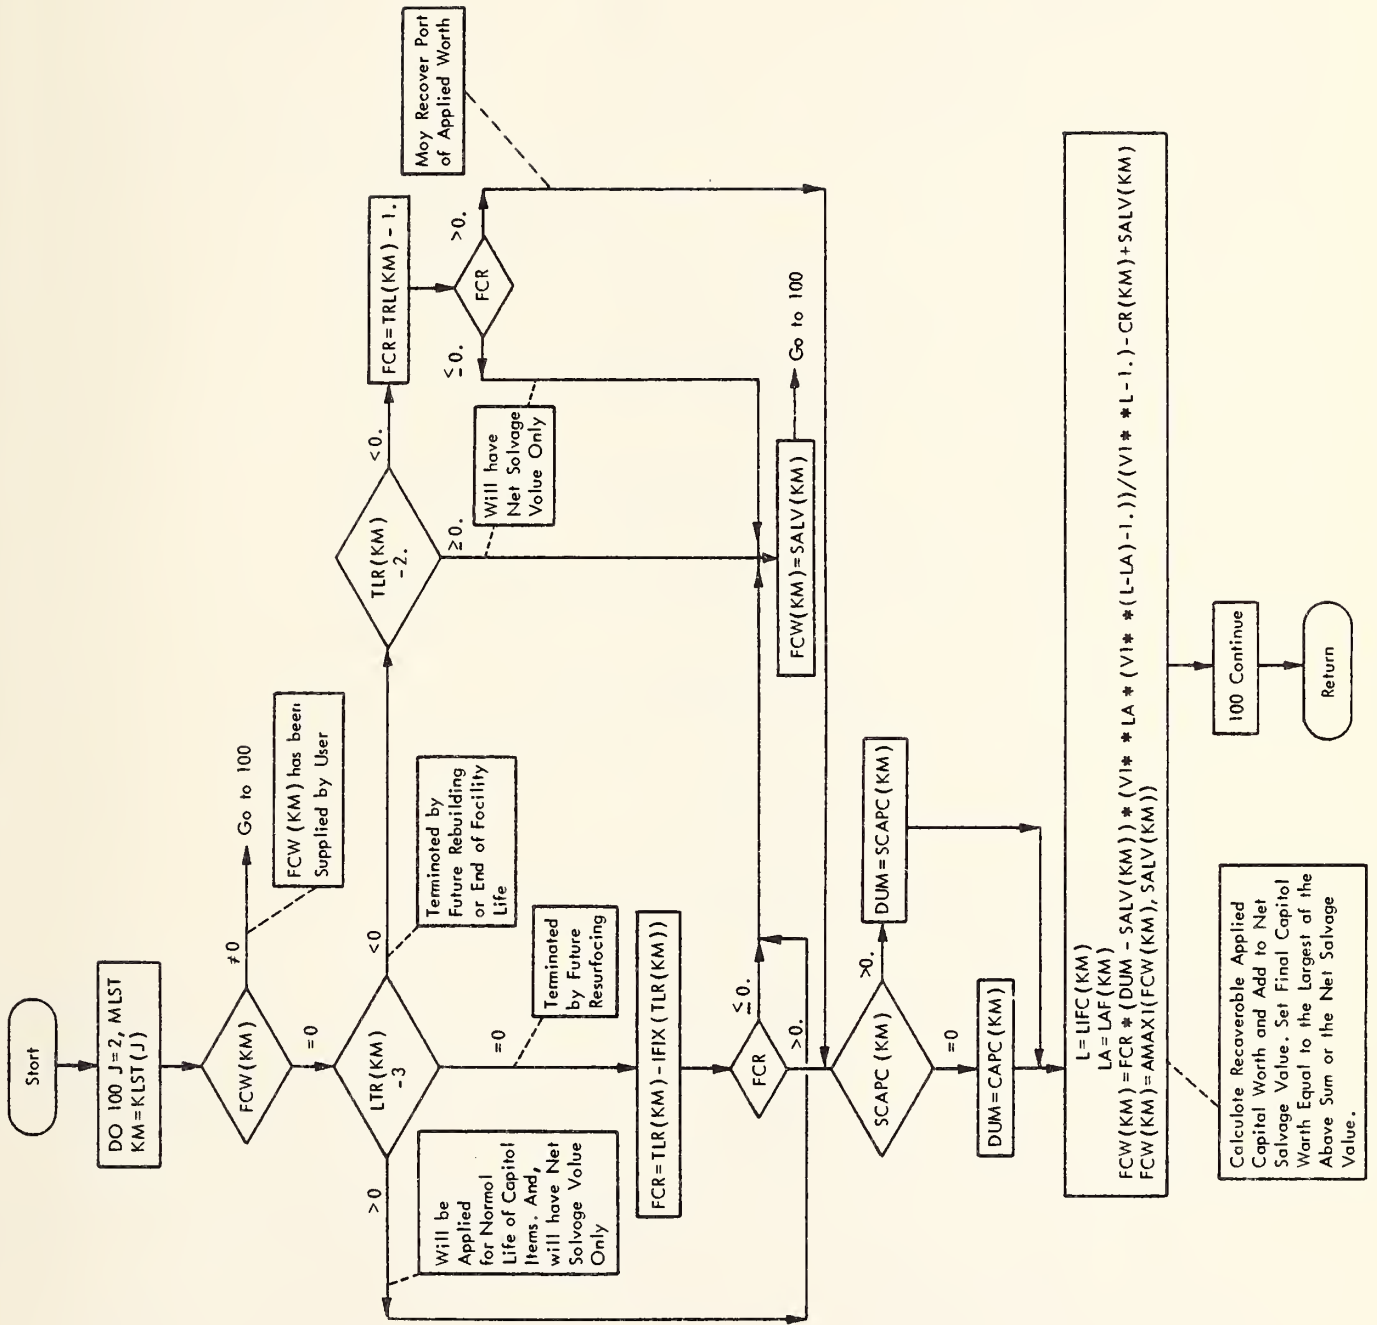 Start
DO 100 J=2, MLST
KM=KLST(J)
FCW(KM)
≠0
Go to 100
FCW(KM) has been
Supplied by User
=0
LTR(KM)
-3
>0
Will be
Applied
for Normol
Life of Capitol
Items. And,
will have Net
Solvoge Value
Only
<0
Terminoted by
Future Rebuilding
or End of Focility
Life
=0
Terminated
by Future
Resurfocing
TLR(KM)
-2.
<0.
FCR=TRL(KM)-1.
≥0.
Will have
Net Solvage
Volue Only
FCR
≤0.
>0.
Moy Recover Port
of Applied Worth
FCR=TLR(KM)-IFIX(TLR(KM))
FCR
≤0.
>0.
FCW(KM)=SALV(KM)
Go to 100
SCAPC(KM)
>0.
DUM=SCAPC(KM)
=0
DUM=CAPC(KM)
L=LIFC(KM)
LA=LAF(KM)
FCW(KM)=FCR*(DUM-SALV(KM))*(VI**LA*(VI**(L-LA)-1.))/(VI**L-1.)-CR(KM)+SALV(KM)
FCW(KM)=AMAX1(FCW(KM),SALV(KM))
Calculote Recaveroble Applied
Capital Worth and Add to Net
Salvage Value. Set Final Capitol
Warth Equal to the Largest of the
Above Sum or the Net Salvage
Value.
100 Continue
Return